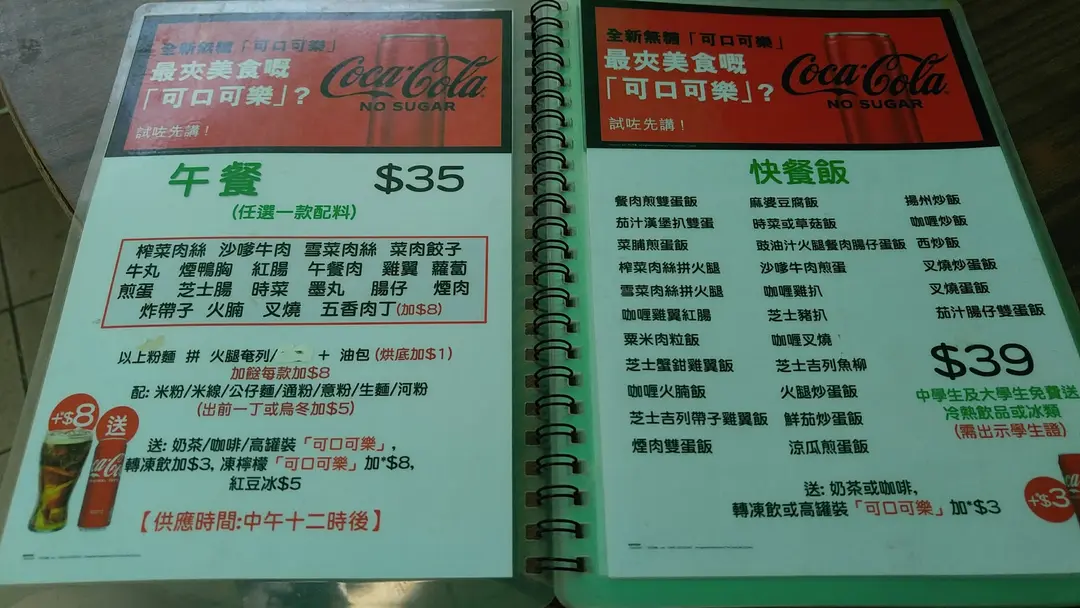 全新無糖「可口可樂」
最夾美食嘅
「可口可樂」?
試咗先講!
Coca-Cola
NO SUGAR
午餐 $35
(任選一款配料)
榨菜肉絲 沙嗲牛肉 雪菜肉絲 菜肉餃子
牛丸 煙鴨胸 紅腸 午餐肉 雞翼 蘿蔔
煎蛋 芝士腸 時菜 墨丸 腸仔 煙肉
炸帶子 火腩 叉燒 五香肉丁(加$8)
以上粉麵 拼 火腿奄列/ + 油包 (烘底加$1)
加餸每款加$8
配: 米粉/米線/公仔麵/通粉/意粉/生麵/河粉
(出前一丁或烏冬加$5)
+$8 送
送: 奶茶/咖啡/高罐裝「可口可樂」,
轉凍飲加$3, 凍檸檬「可口可樂」加*$8,
紅豆冰$5
【供應時間:中午十二時後】
全新無糖「可口可樂」
最夾美食嘅
「可口可樂」?
試咗先講!
Coca-Cola
NO SUGAR
快餐飯
餐肉煎雙蛋飯 麻婆豆腐飯 揚州炒飯
茄汁漢堡扒雙蛋 時菜或草菇飯 咖喱炒飯
菜脯煎蛋飯 豉油汁火腿餐肉腸仔蛋飯 西炒飯
榨菜肉絲拼火腿 沙嗲牛肉煎蛋 叉燒炒蛋飯
雪菜肉絲拼火腿 咖喱雞扒 叉燒蛋飯
咖喱雞翼紅腸 芝士豬扒 茄汁腸仔雙蛋飯
粟米肉粒飯 咖喱叉燒
芝士蟹鉗雞翼飯 芝士吉列魚柳
咖喱火腩飯 火腿炒蛋飯
芝士吉列帶子雞翼飯 鮮茄炒蛋飯
煙肉雙蛋飯 涼瓜煎蛋飯
$39
中學生及大學生免費送
冷熱飲品或冰類
(需出示學生證)
送: 奶茶或咖啡,
轉凍飲或高罐裝「可口可樂」加*$3
+$3